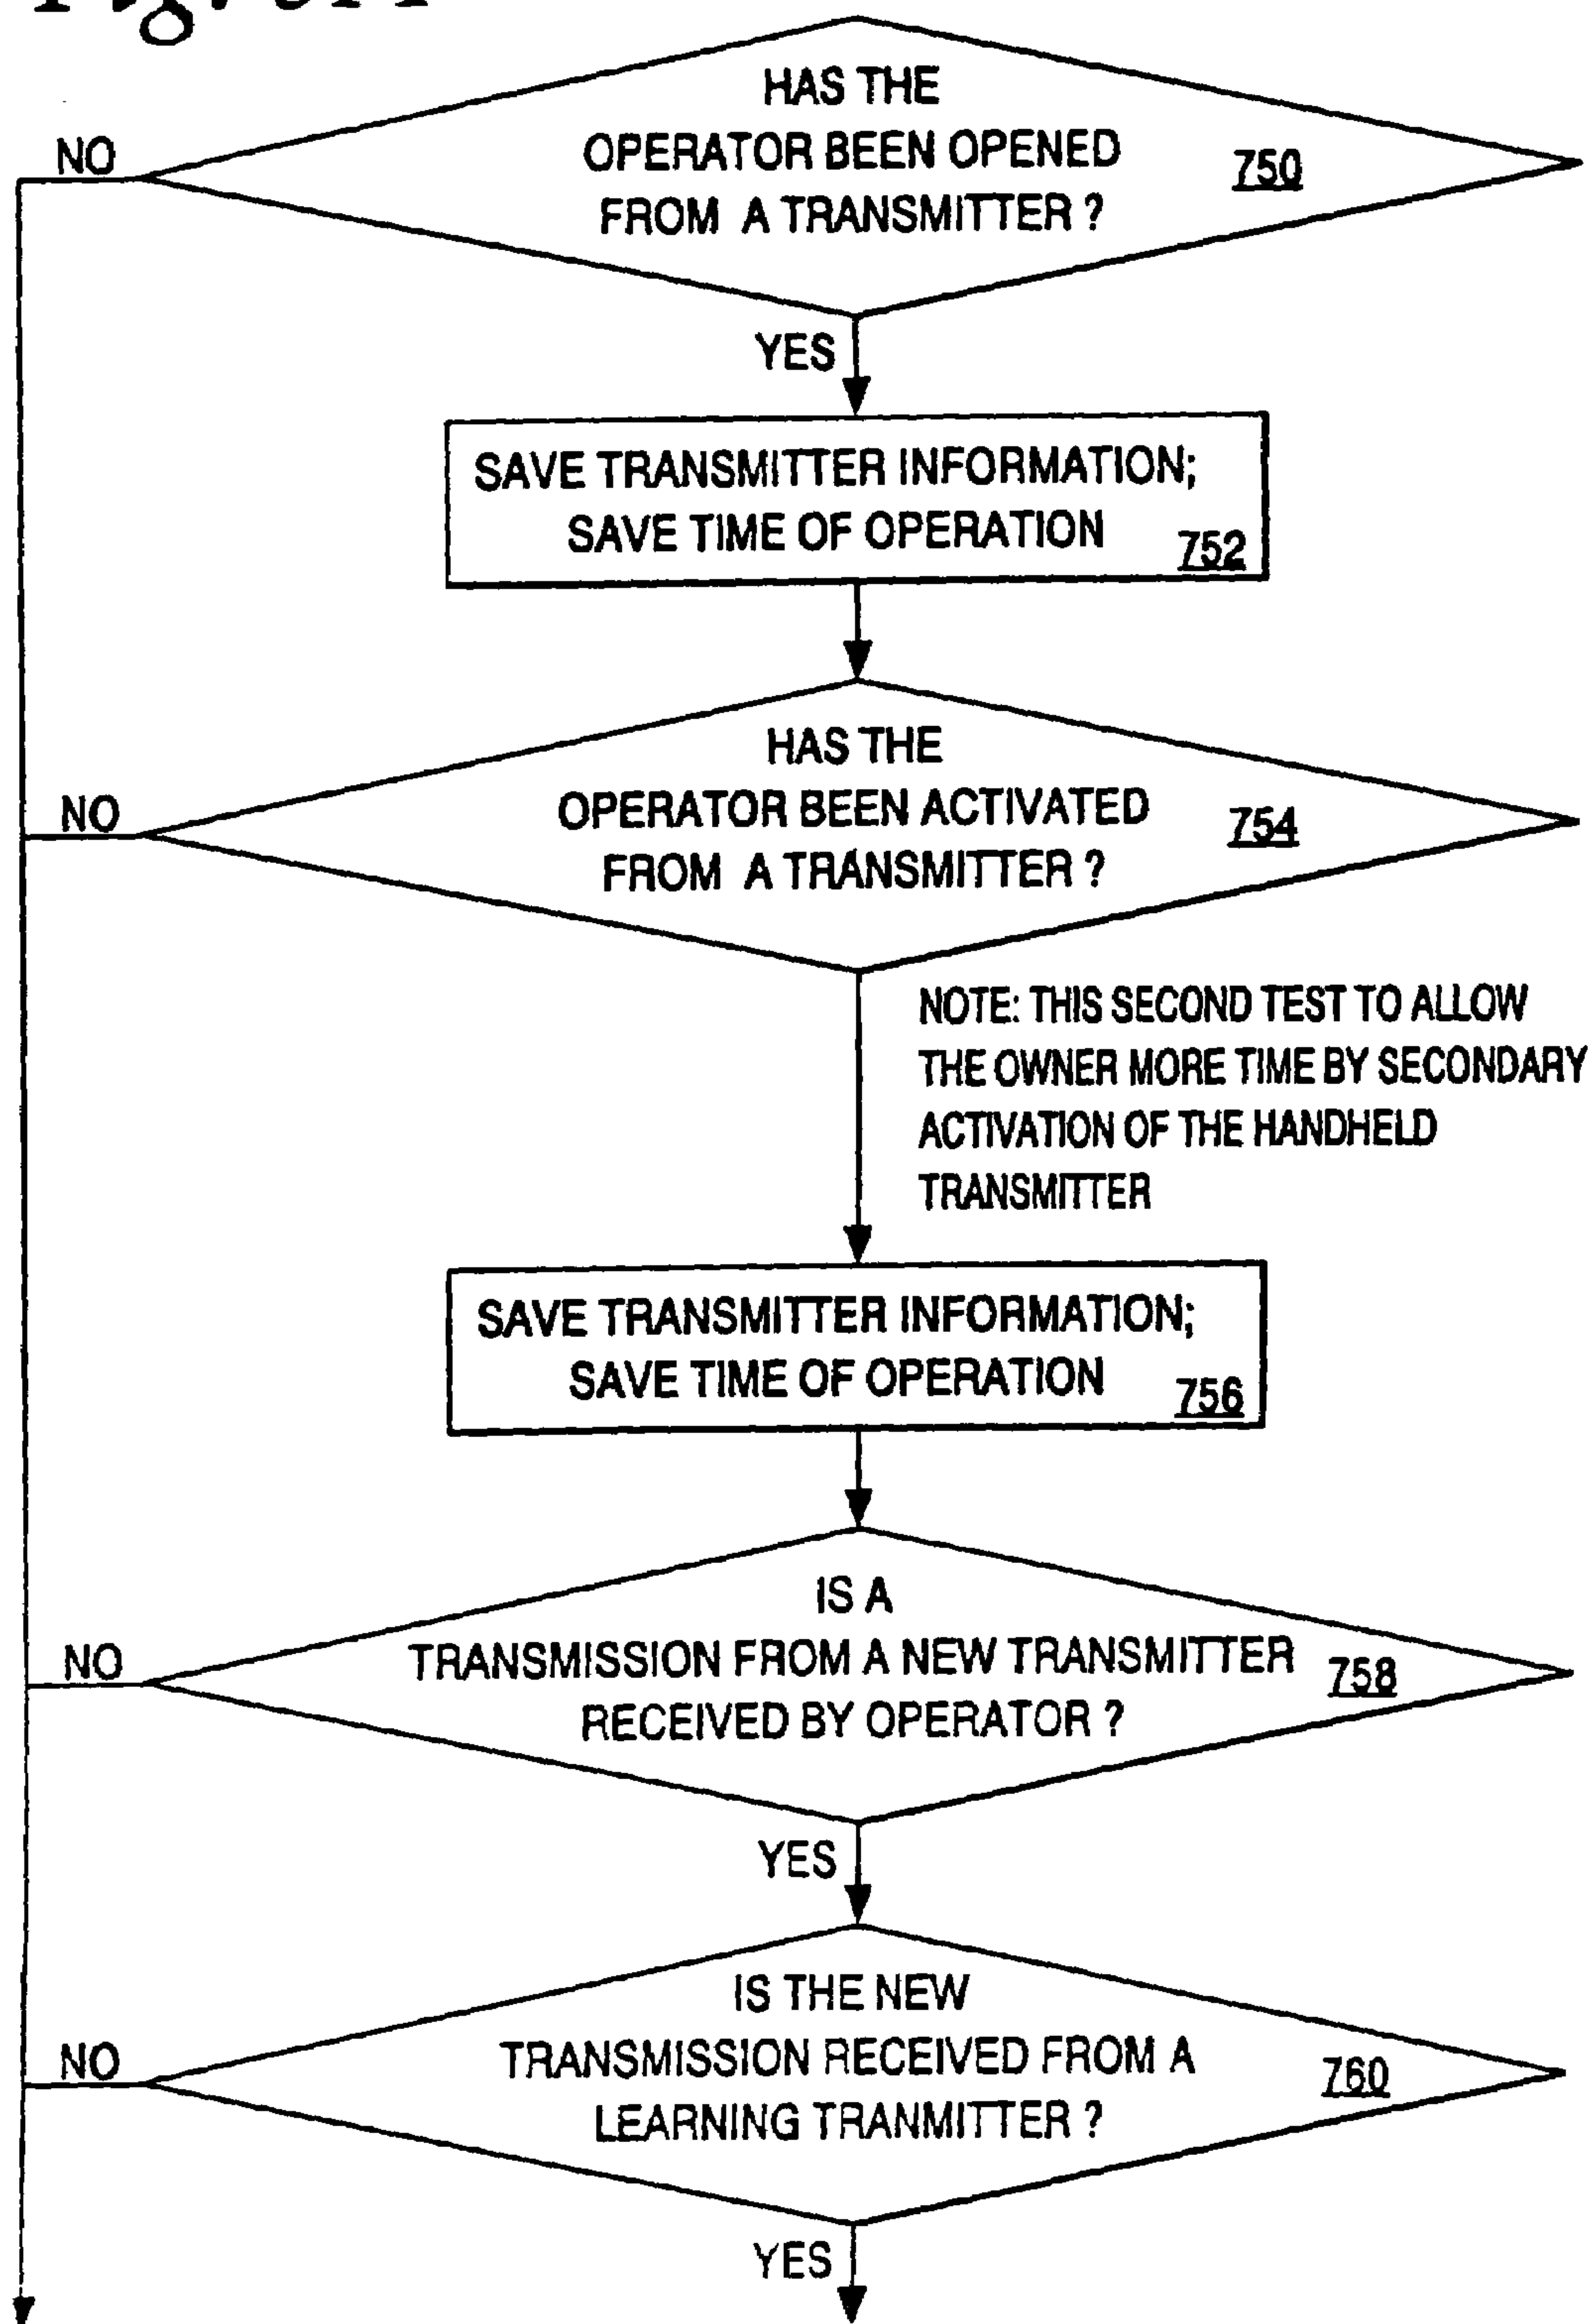 HAS THE
OPERATOR BEEN OPENED
FROM A TRANSMITTER ?
750
NO
YES
SAVE TRANSMITTER INFORMATION;
SAVE TIME OF OPERATION
752
HAS THE
OPERATOR BEEN ACTIVATED
FROM A TRANSMITTER ?
754
NO
NOTE: THIS SECOND TEST TO ALLOW
THE OWNER MORE TIME BY SECONDARY
ACTIVATION OF THE HANDHELD
TRANSMITTER
SAVE TRANSMITTER INFORMATION;
SAVE TIME OF OPERATION
756
IS A
TRANSMISSION FROM A NEW TRANSMITTER
RECEIVED BY OPERATOR ?
758
NO
YES
IS THE NEW
TRANSMISSION RECEIVED FROM A
LEARNING TRANMITTER ?
760
NO
YES